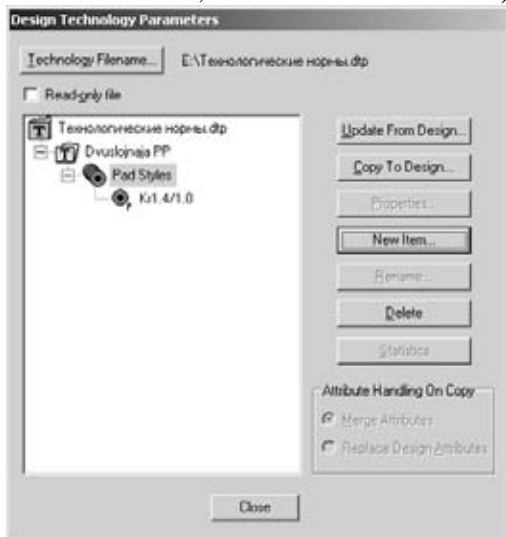 Design Technology Parameters
Technology Filename... E:\Технологические нормы.dtp
Read-only file
Технологические нормы.dtp
Dvuslojnaja PP
Pad Styles
Kr1.4/1.0
Update From Design...
Copy To Design...
Properties...
New Item...
Rename...
Delete
Statistics
Attribute Handling On Copy
Merge Attributes
Replace Design Attributes
Close